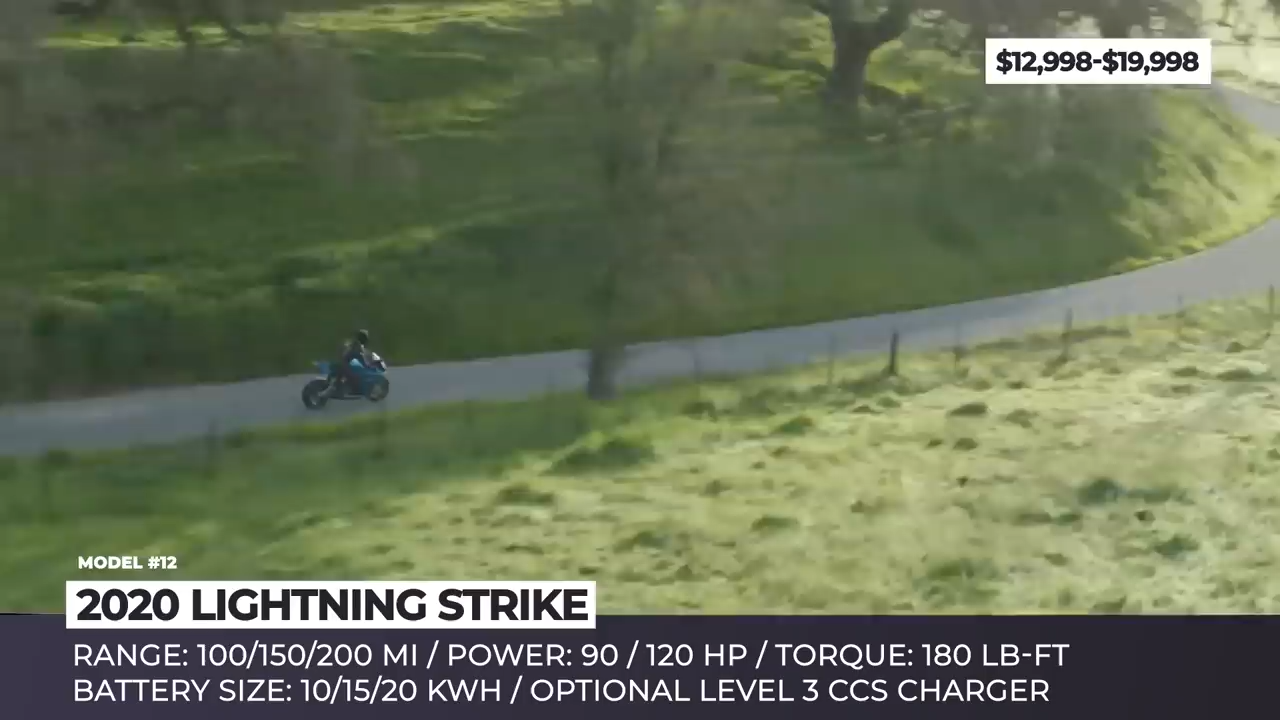 $12,998-$19,998
MODEL #12
2020 LIGHTNING STRIKE
RANGE: 100/150/200 MI / POWER: 90 / 120 HP / TORQUE: 180 LB-FT
BATTERY SIZE: 10/15/20 KWH / OPTIONAL LEVEL 3 CCS CHARGER